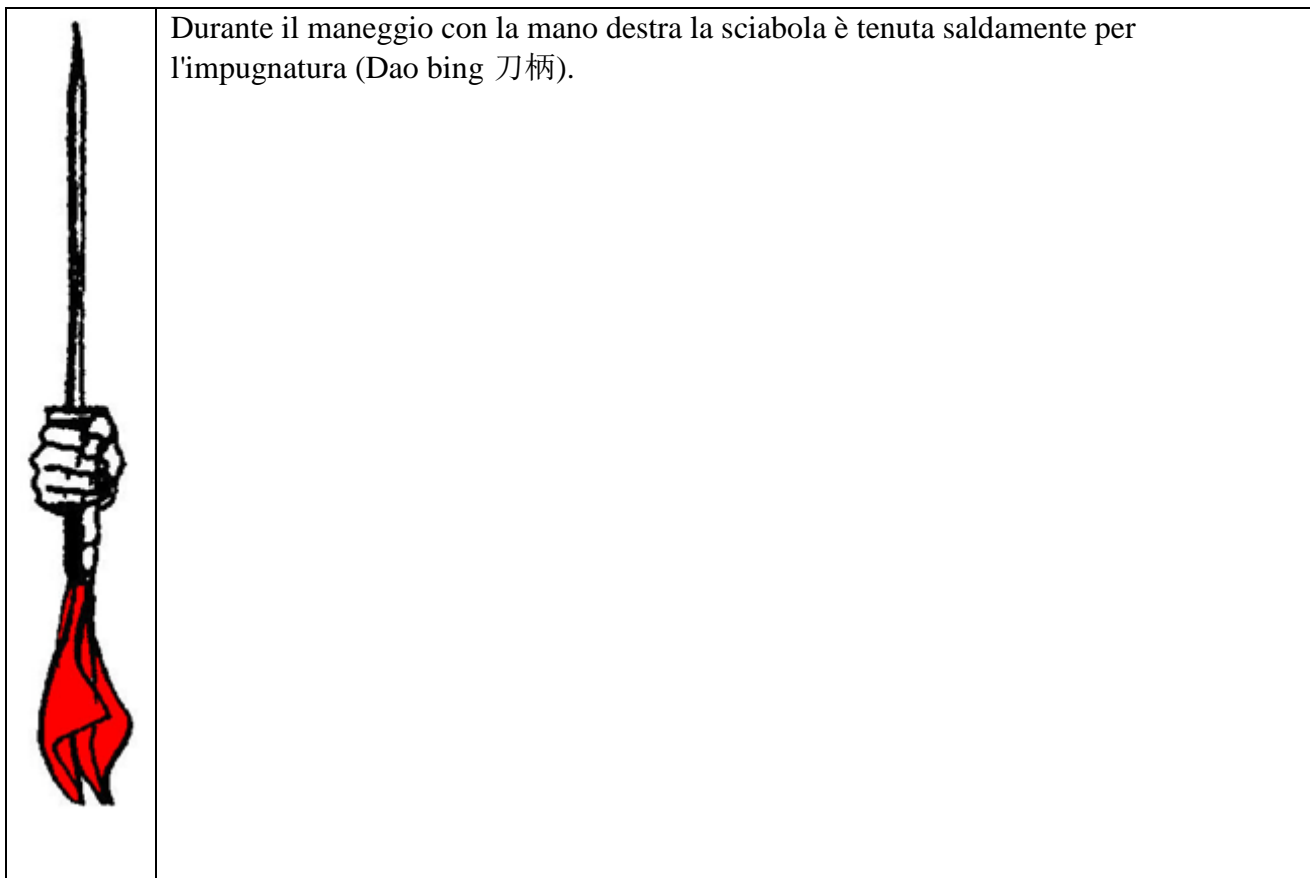 Durante il maneggio con la mano destra la sciabola è tenuta saldamente per
l'impugnatura (Dao bing 刀柄).